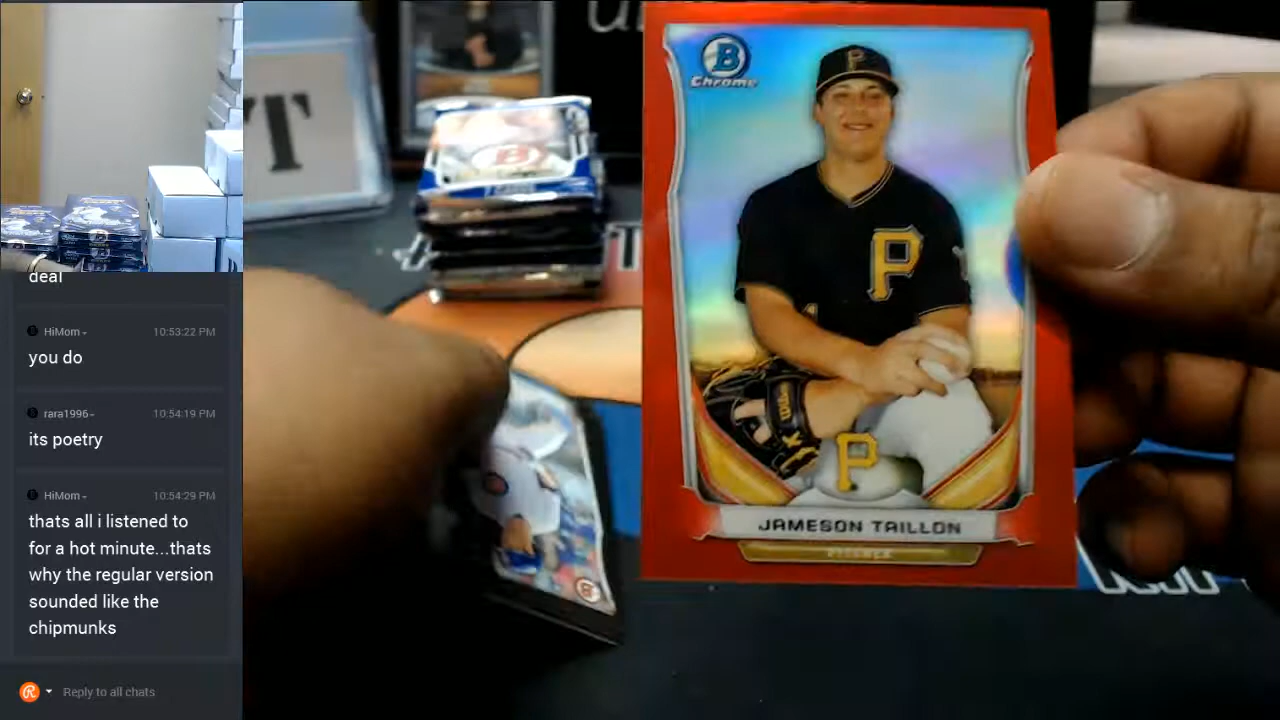 deal
HiMom
10:53:22 PM
you do
rara1996
10:54:19 PM
its poetry
HiMom
10:54:29 PM
thats all i listened to
for a hot minute...thats
why the regular version
sounded like the
chipmunks
Reply to all chats
T
B
Chrome
P
P
P
JAMESON TAILLON
PITCHER
B
B